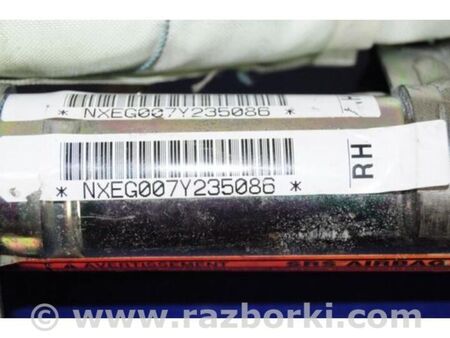 * NXEG007Y235086 *
* NXEG007Y235086 *
RH
AVERTISSEMENT SRS AIRBAG
© www.razborki.com